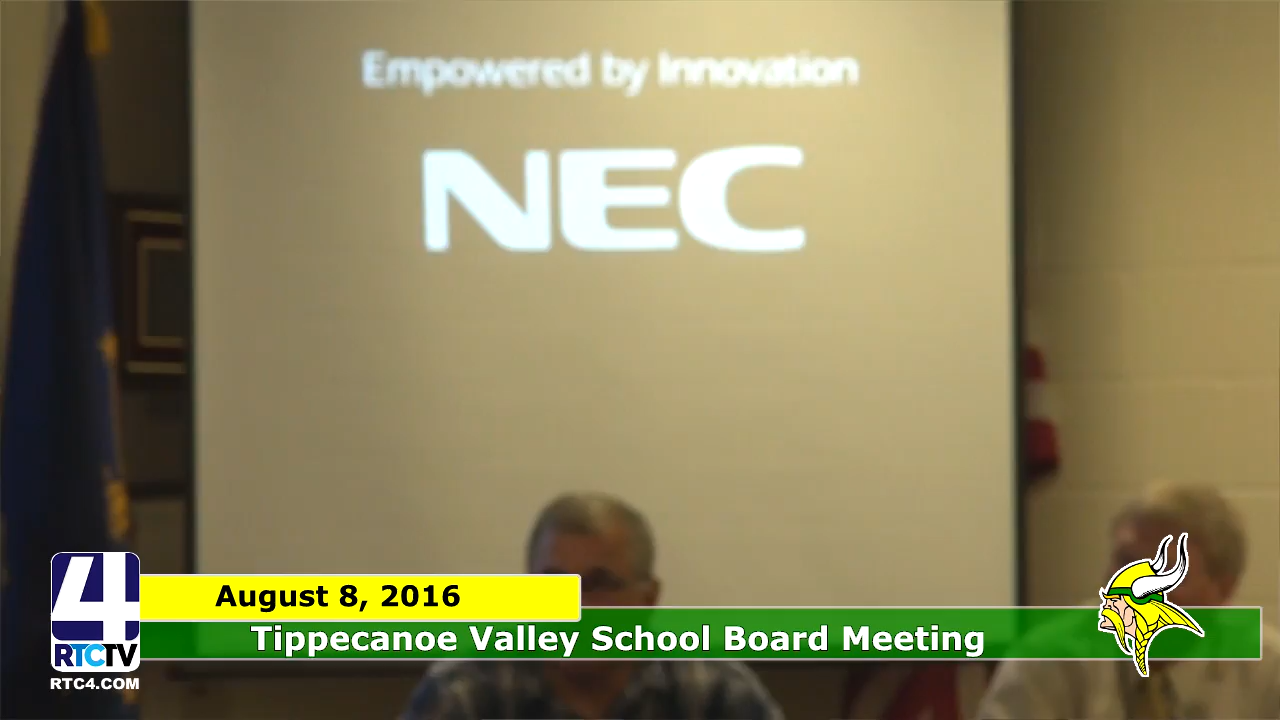 Empowered by Innovation
NEC
August 8, 2016
Tippecanoe Valley School Board Meeting
4
RTCTV
RTC4.COM